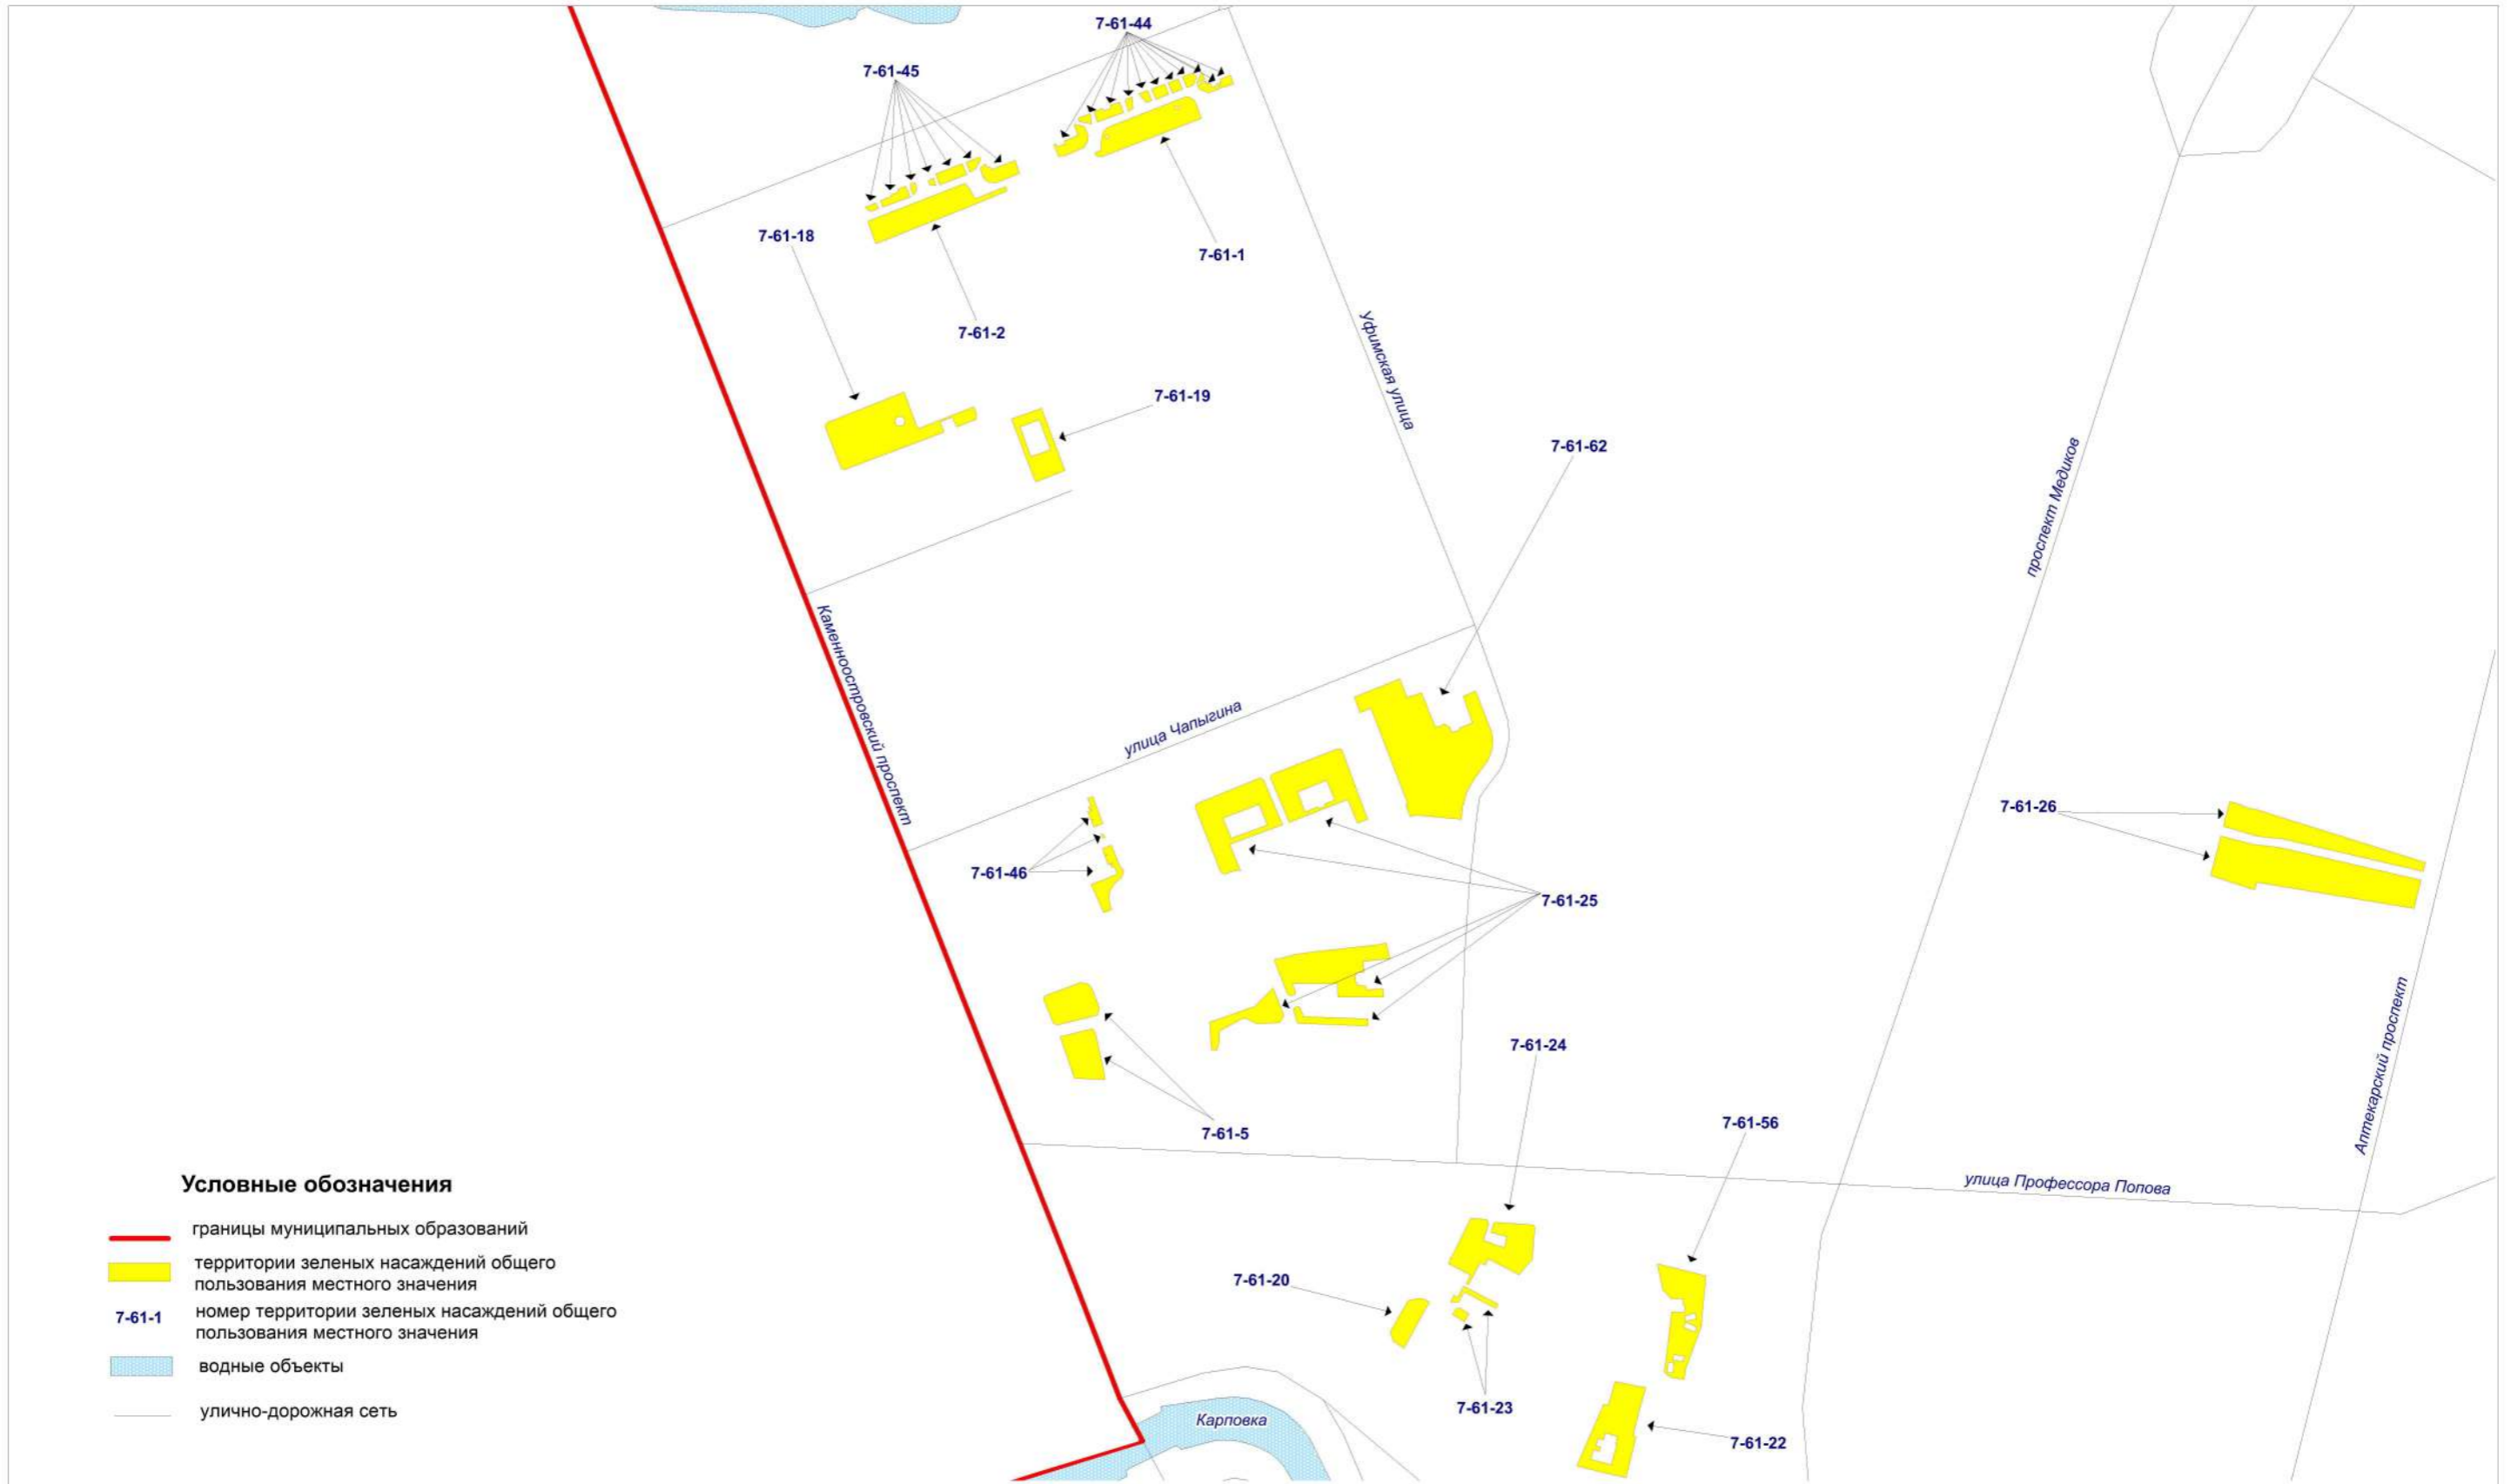 7-61-44
7-61-45
7-61-18
7-61-1
7-61-2
7-61-19
Уфимская улица
7-61-62
проспект Медиков
Каменноостровский проспект
улица Чапыгина
7-61-26
7-61-46
7-61-25
Аптекарский проспект
7-61-24
7-61-5
7-61-56
улица Профессора Попова
7-61-20
7-61-23
Карповка
7-61-22
Условные обозначения
границы муниципальных образований
территории зеленых насаждений общего
пользования местного значения
7-61-1
номер территории зеленых насаждений общего
пользования местного значения
водные объекты
улично-дорожная сеть